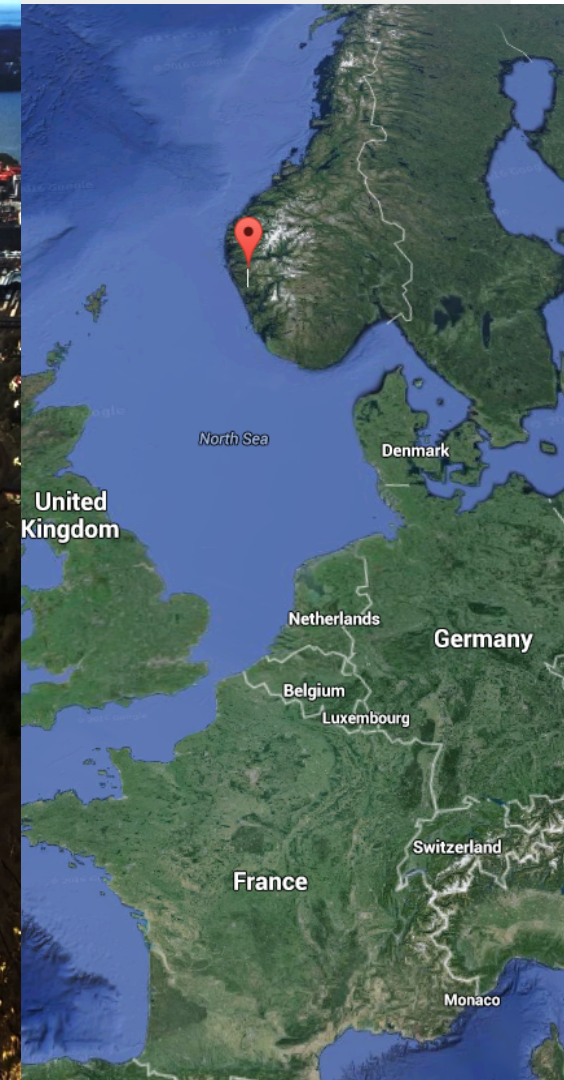 North Sea
Denmark
United
Kingdom
Netherlands
Germany
Belgium
Luxembourg
Switzerland
France
Monaco